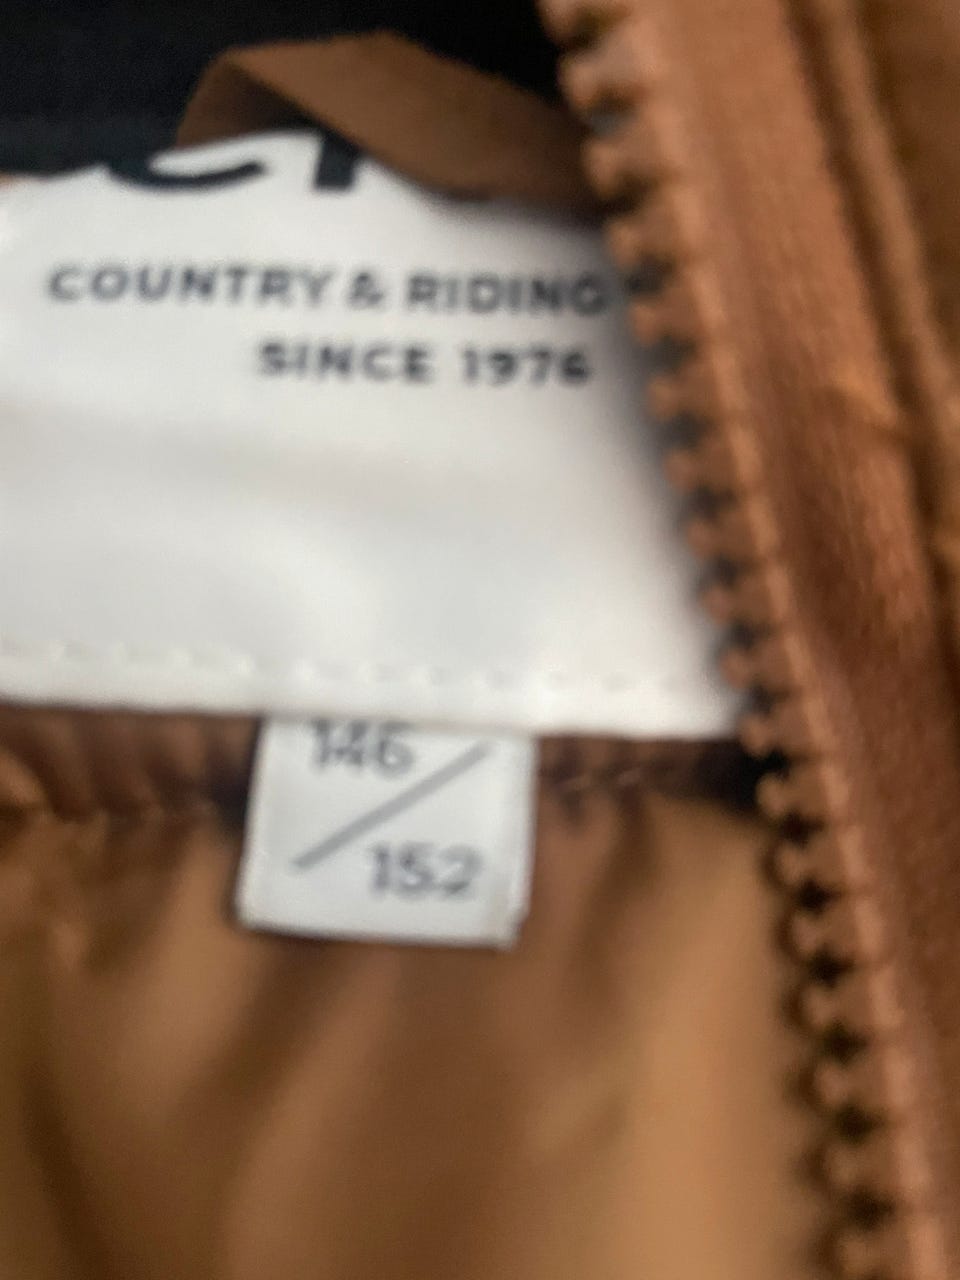 COUNTRY & RIDING
SINCE 1976
146
152